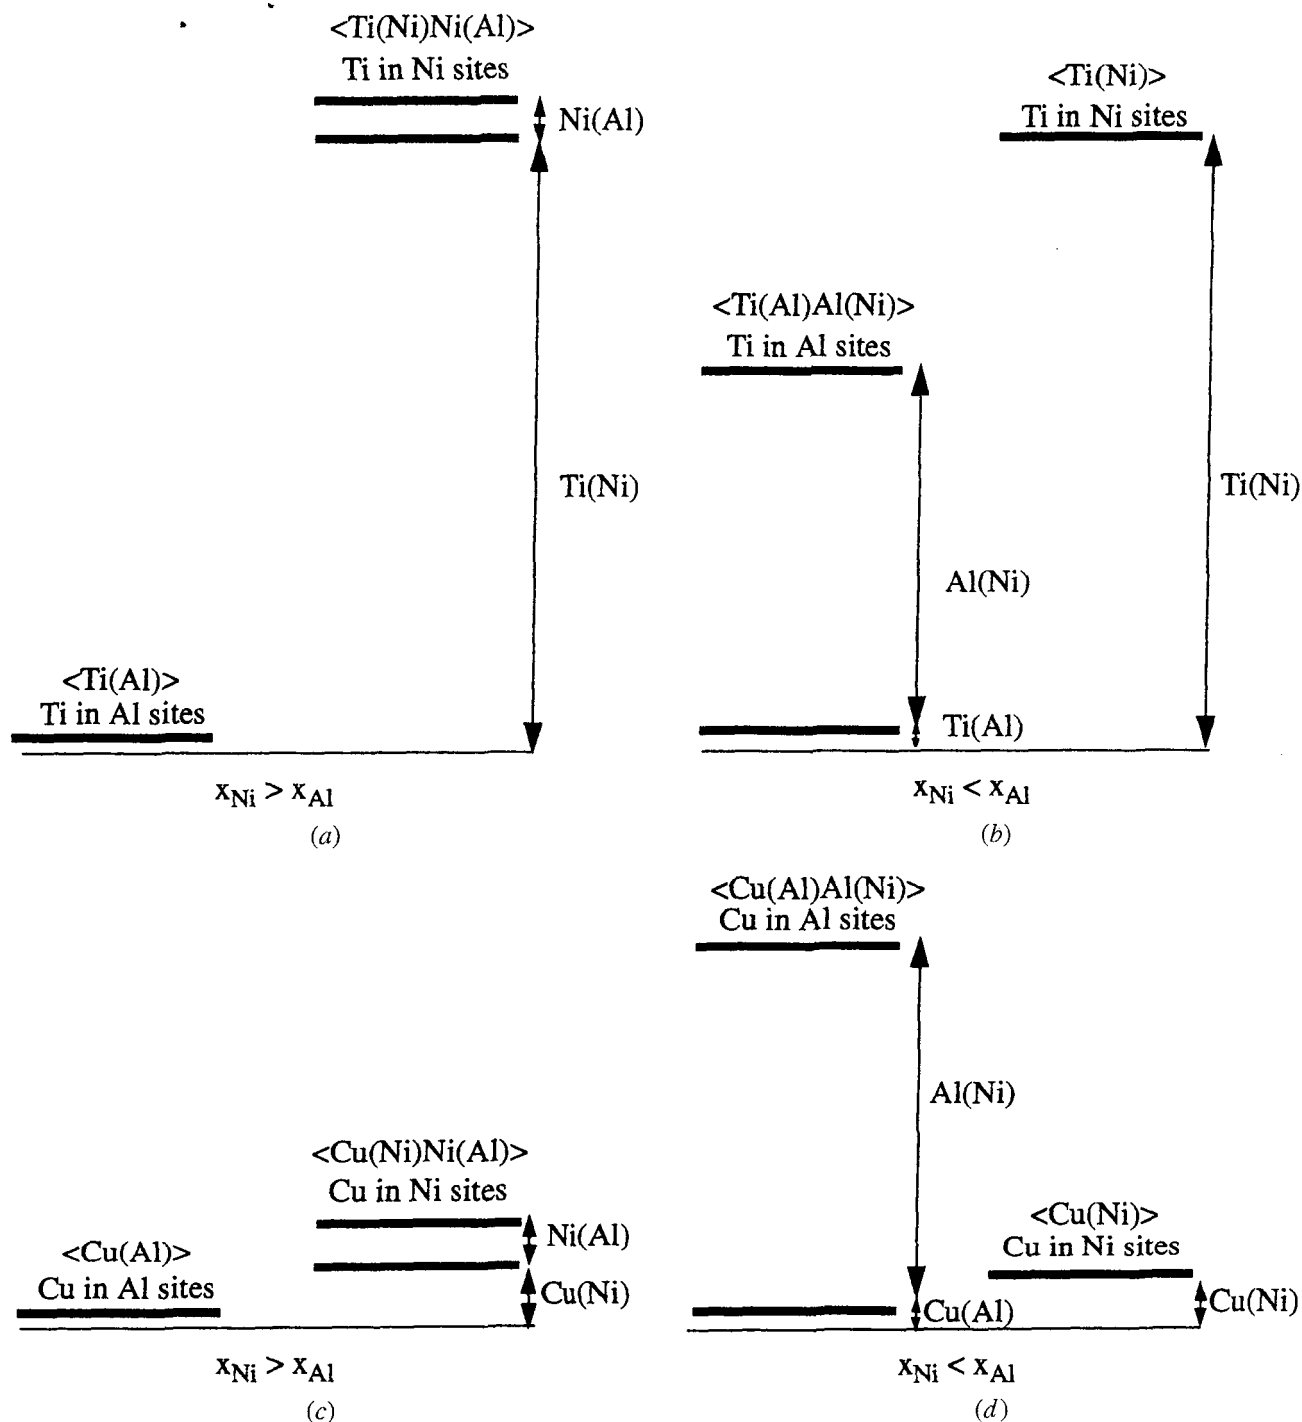 <Ti(Ni)Ni(Al)>
Ti in Ni sites
Ni(Al)
Ti(Ni)
<Ti(Al)>
Ti in Al sites
xNi > xAl
(a)
<Ti(Ni)>
Ti in Ni sites
<Ti(Al)Al(Ni)>
Ti in Al sites
Ti(Ni)
Al(Ni)
Ti(Al)
xNi < xAl
(b)
<Cu(Ni)Ni(Al)>
Cu in Ni sites
Ni(Al)
<Cu(Al)>
Cu in Al sites
Cu(Ni)
xNi > xAl
(c)
<Cu(Al)Al(Ni)>
Cu in Al sites
Al(Ni)
<Cu(Ni)>
Cu in Ni sites
Cu(Al)
Cu(Ni)
xNi < xAl
(d)